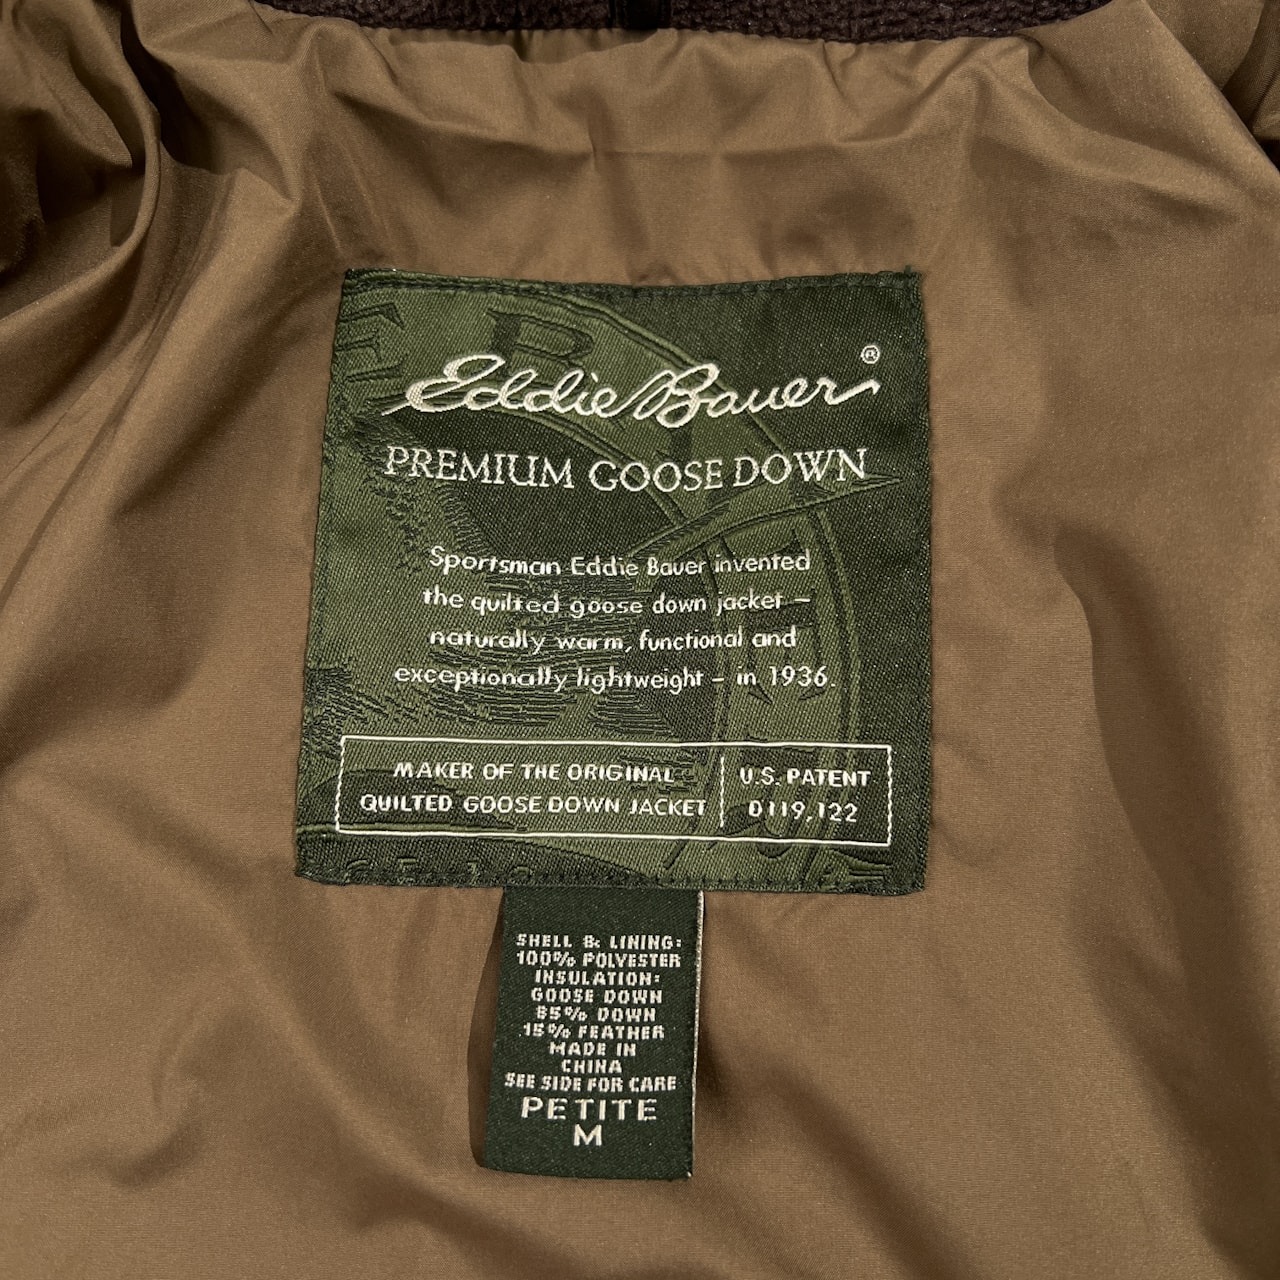 Eddie Bauer®
PREMIUM GOOSE DOWN
Sportsman Eddie Bauer invented
the quilted goose down jacket –
naturally warm, functional and
exceptionally lightweight – in 1936.
MAKER OF THE ORIGINAL
QUILTED GOOSE DOWN JACKET
U.S. PATENT
D119,122
SHELL & LINING:
100% POLYESTER
INSULATION:
GOOSE DOWN
85% DOWN
15% FEATHER
MADE IN
CHINA
SEE SIDE FOR CARE
PETITE
M